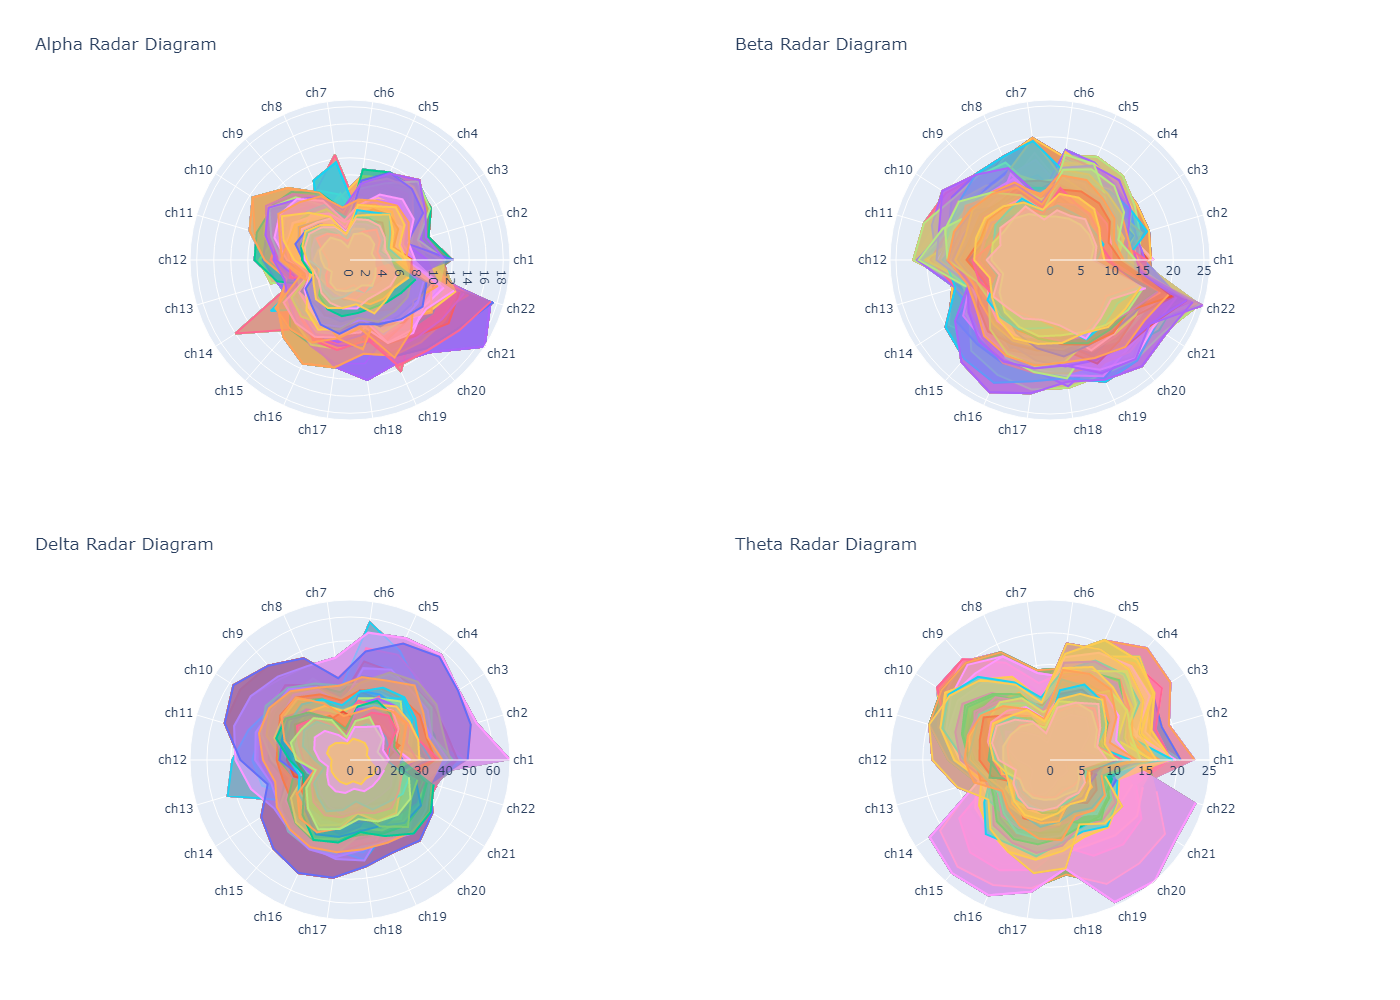 Alpha Radar Diagram
ch1
ch2
ch3
ch4
ch5
ch6
ch7
ch8
ch9
ch10
ch11
ch12
ch13
ch14
ch15
ch16
ch17
ch18
ch19
ch20
ch21
ch22
0 2 4 6 8 10 12 14 16 18
Beta Radar Diagram
ch1
ch2
ch3
ch4
ch5
ch6
ch7
ch8
ch9
ch10
ch11
ch12
ch13
ch14
ch15
ch16
ch17
ch18
ch19
ch20
ch21
ch22
0 5 10 15 20 25
Delta Radar Diagram
ch1
ch2
ch3
ch4
ch5
ch6
ch7
ch8
ch9
ch10
ch11
ch12
ch13
ch14
ch15
ch16
ch17
ch18
ch19
ch20
ch21
ch22
0 10 20 30 40 50 60
Theta Radar Diagram
ch1
ch2
ch3
ch4
ch5
ch6
ch7
ch8
ch9
ch10
ch11
ch12
ch13
ch14
ch15
ch16
ch17
ch18
ch19
ch20
ch21
ch22
0 5 10 15 20 25